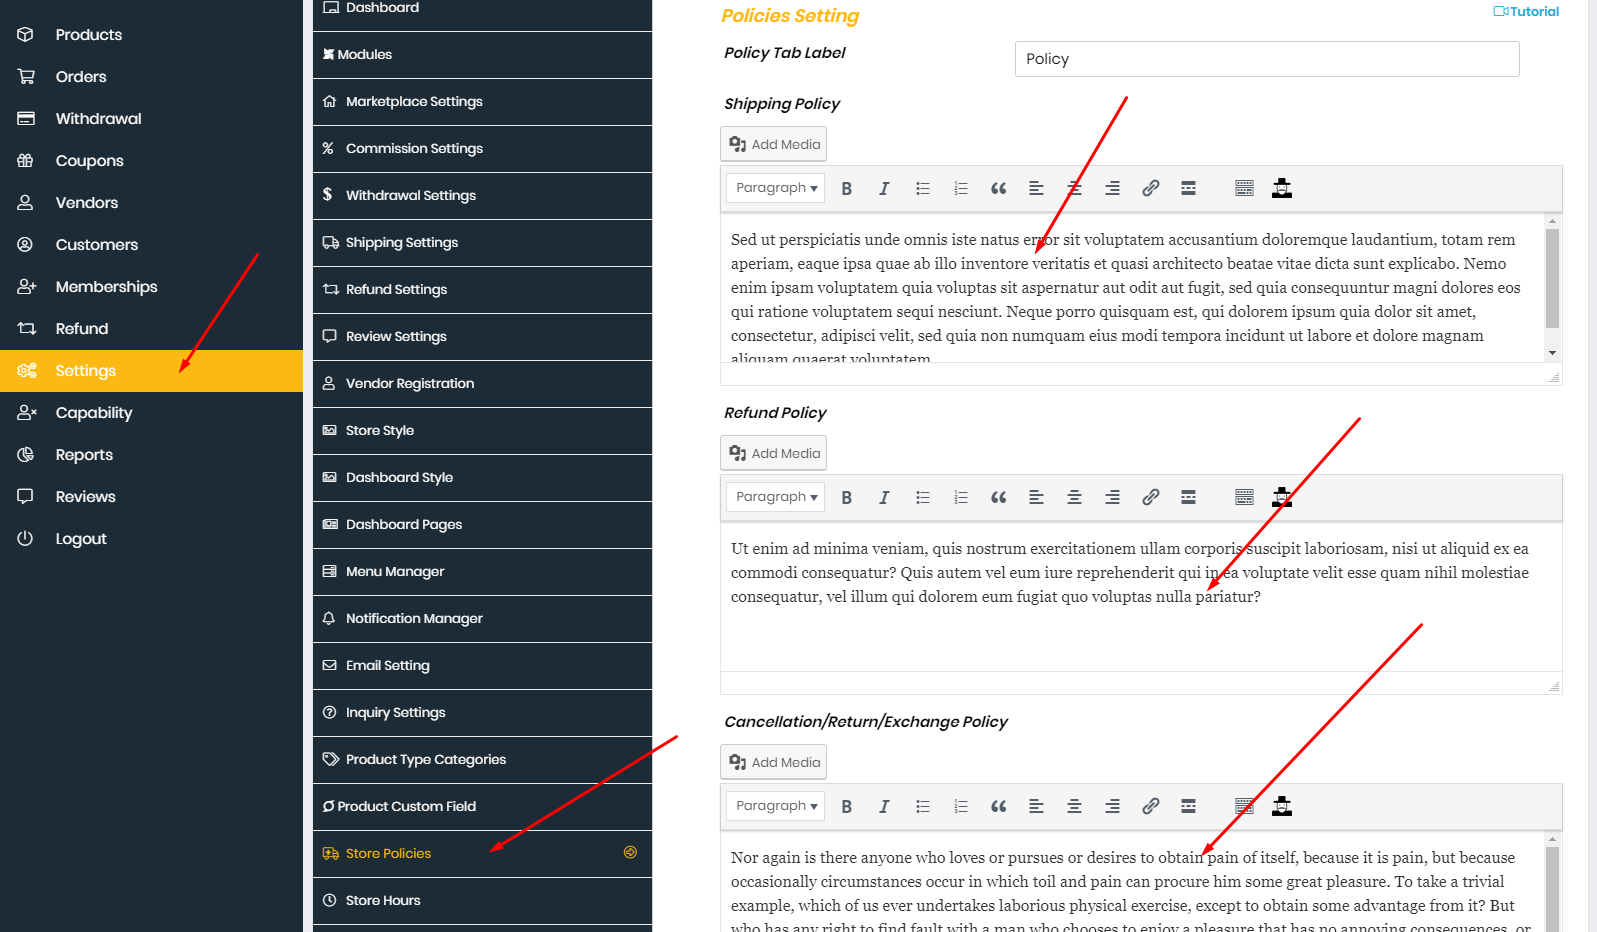 Products
Orders
Withdrawal
Coupons
Vendors
Customers
Memberships
Refund
Settings
Capability
Reports
Reviews
Logout
Dashboard
Modules
Marketplace Settings
Commission Settings
Withdrawal Settings
Shipping Settings
Refund Settings
Review Settings
Vendor Registration
Store Style
Dashboard Style
Dashboard Pages
Menu Manager
Notification Manager
Email Setting
Inquiry Settings
Product Type Categories
Product Custom Field
Store Policies
Store Hours
Policies Setting
Tutorial
Policy Tab Label
Policy
Shipping Policy
Add Media
Paragraph
Sed ut perspiciatis unde omnis iste natus error sit voluptatem accusantium doloremque laudantium, totam rem
aperiam, eaque ipsa quae ab illo inventore veritatis et quasi architecto beatae vitae dicta sunt explicabo. Nemo
enim ipsam voluptatem quia voluptas sit aspernatur aut odit aut fugit, sed quia consequuntur magni dolores eos
qui ratione voluptatem sequi nesciunt. Neque porro quisquam est, qui dolorem ipsum quia dolor sit amet,
consectetur, adipisci velit, sed quia non numquam eius modi tempora incidunt ut labore et dolore magnam
aliquam quaerat voluptatem.
Refund Policy
Add Media
Paragraph
Ut enim ad minima veniam, quis nostrum exercitationem ullam corporis suscipit laboriosam, nisi ut aliquid ex ea
commodi consequatur? Quis autem vel eum iure reprehenderit qui in ea voluptate velit esse quam nihil molestiae
consequatur, vel illum qui dolorem eum fugiat quo voluptas nulla pariatur?
Cancellation/Return/Exchange Policy
Add Media
Paragraph
Nor again is there anyone who loves or pursues or desires to obtain pain of itself, because it is pain, but because
occasionally circumstances occur in which toil and pain can procure him some great pleasure. To take a trivial
example, which of us ever undertakes laborious physical exercise, except to obtain some advantage from it? But
who has any right to find fault with a man who chooses to enjoy a pleasure that has no annoying consequences, or